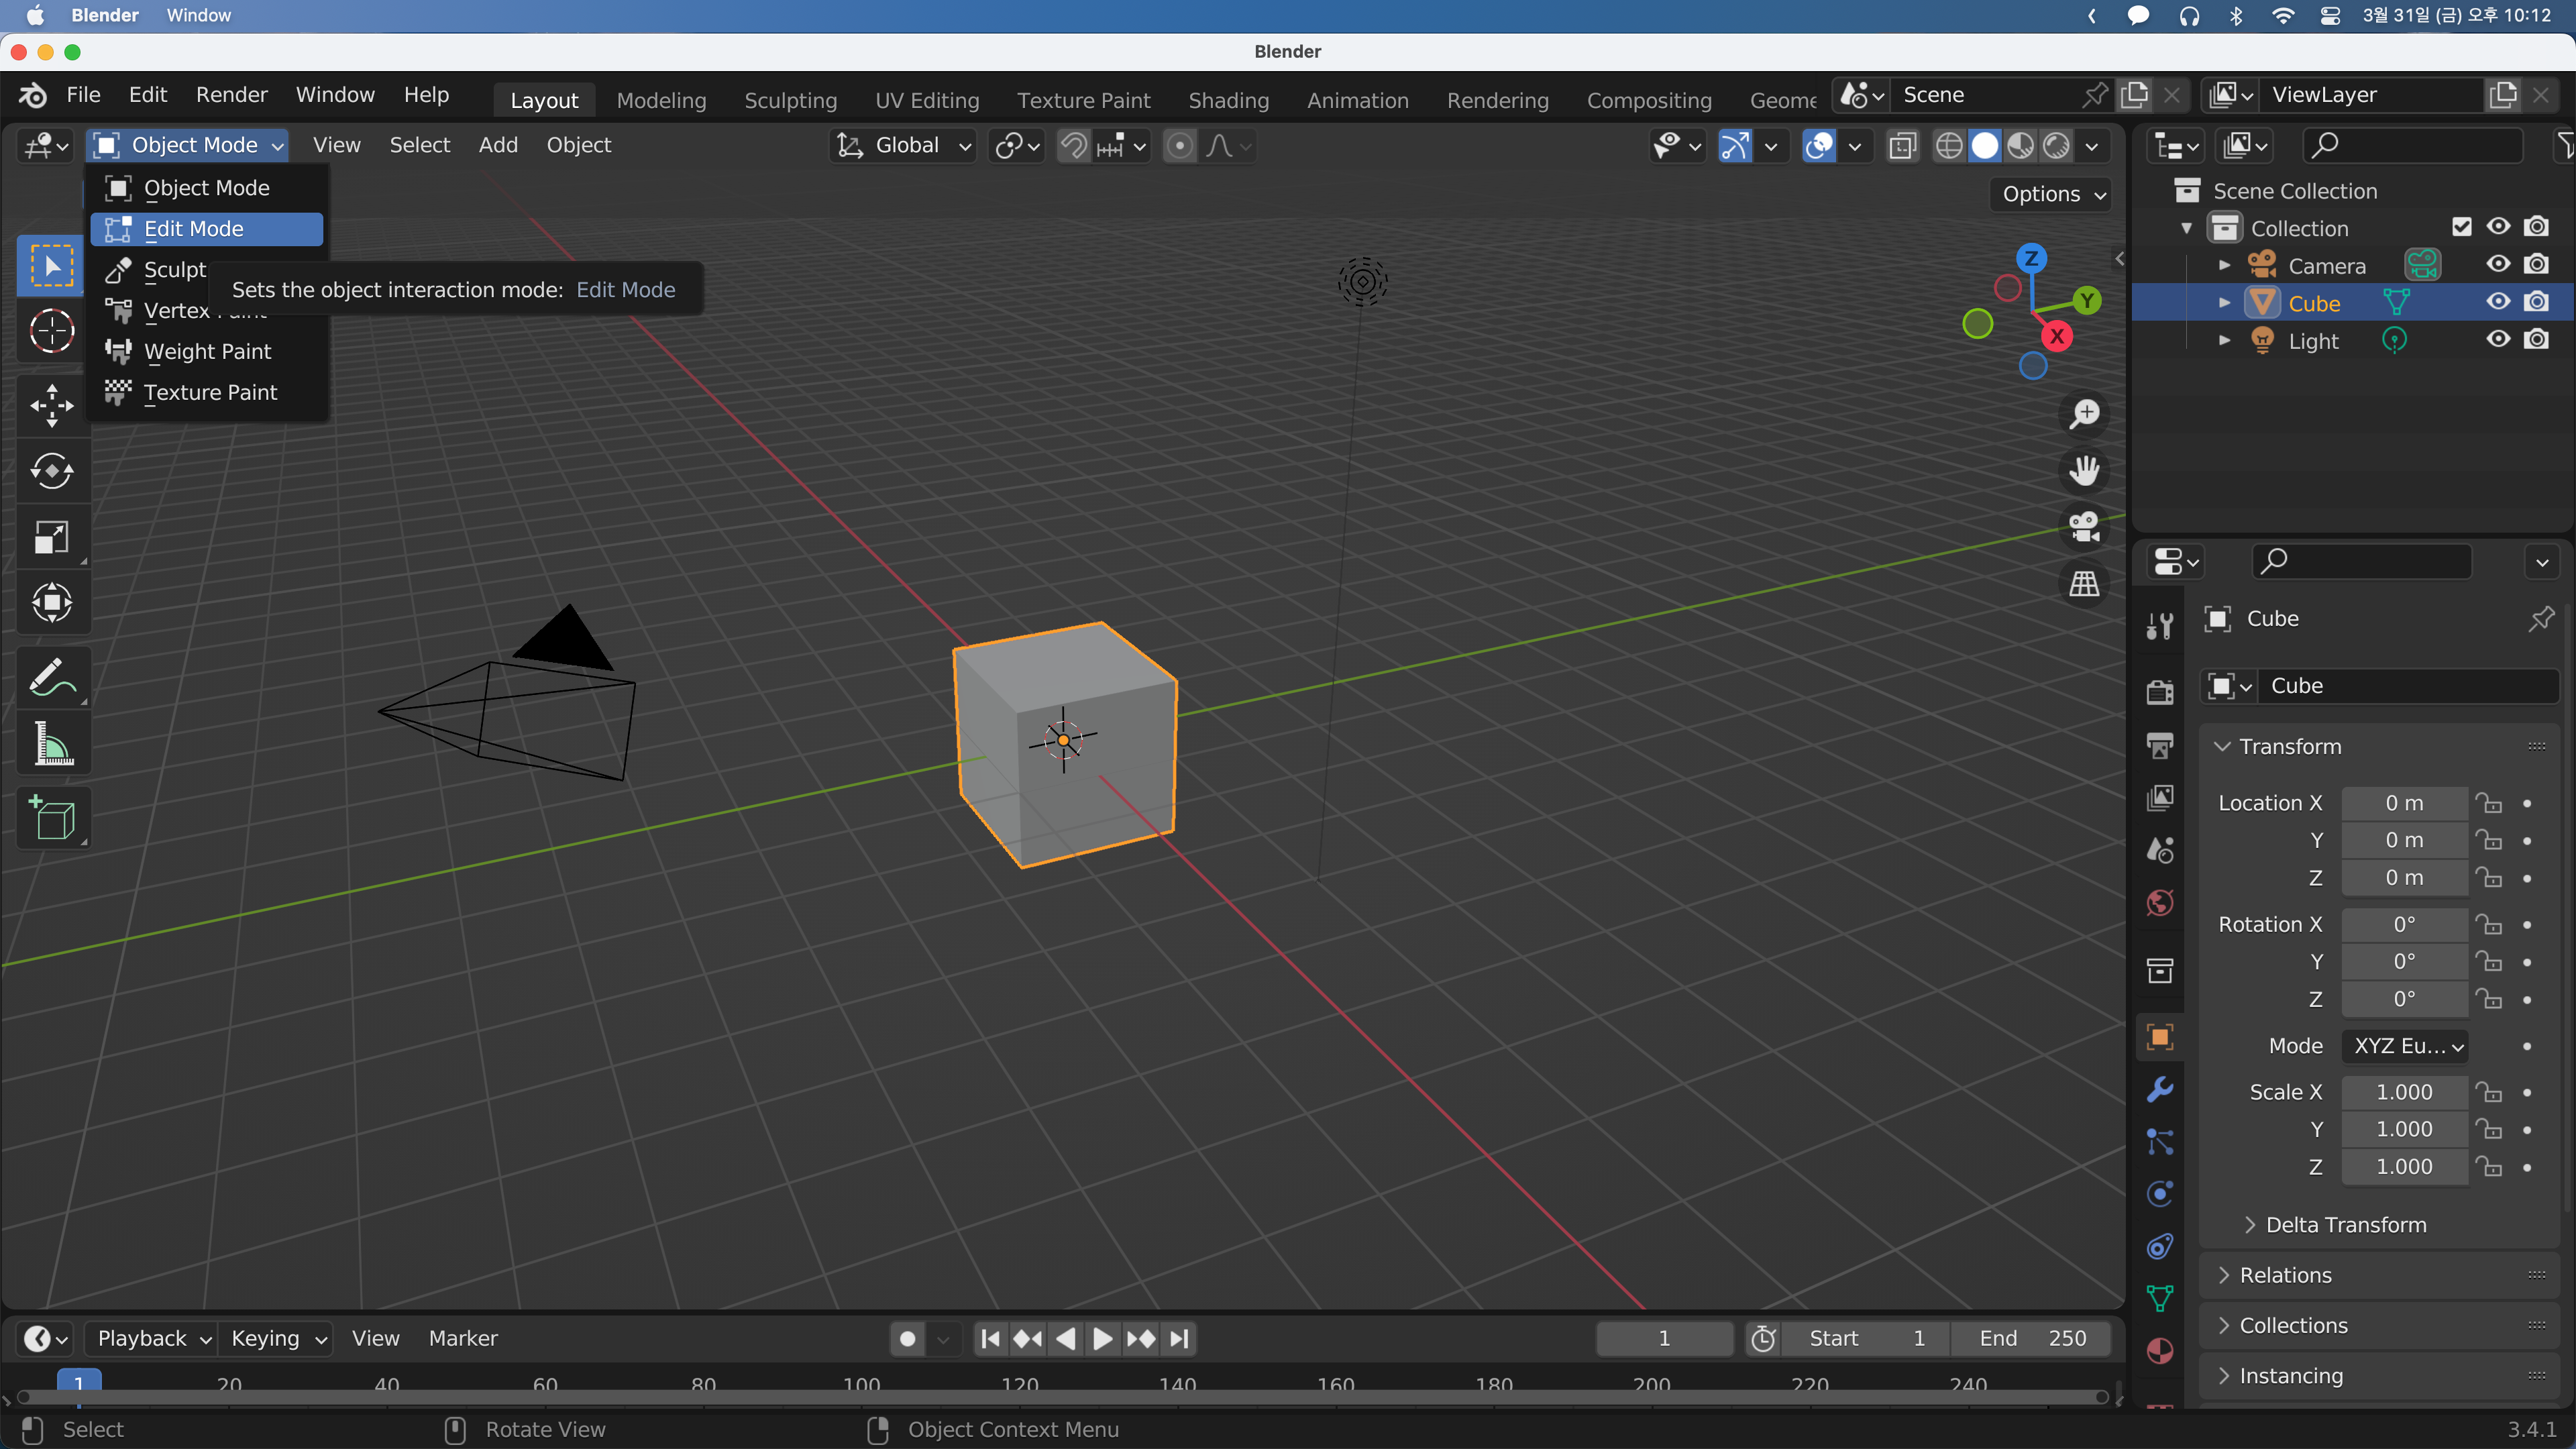 Blender Window 3월 31일 (금) 오후 10:12
Blender
File Edit Render Window Help Layout Modeling Sculpting UV Editing Texture Paint Shading Animation Rendering Compositing Geome Scene ViewLayer
Object Mode View Select Add Object Global
Options
Object Mode
Edit Mode
Sculpt
Sets the object interaction mode: Edit Mode
Vertex Paint
Weight Paint
Texture Paint
Z
Y
X
Scene Collection
Collection
Camera
Cube
Light
Cube
Cube
Transform
Location X 0 m
Y 0 m
Z 0 m
Rotation X 0°
Y 0°
Z 0°
Mode XYZ Eu...
Scale X 1.000
Y 1.000
Z 1.000
Delta Transform
Relations
Collections
Instancing
Playback Keying View Marker 1 Start 1 End 250
1 20 40 60 80 100 120 140 160 180 200 220 240
Select Rotate View Object Context Menu 3.4.1